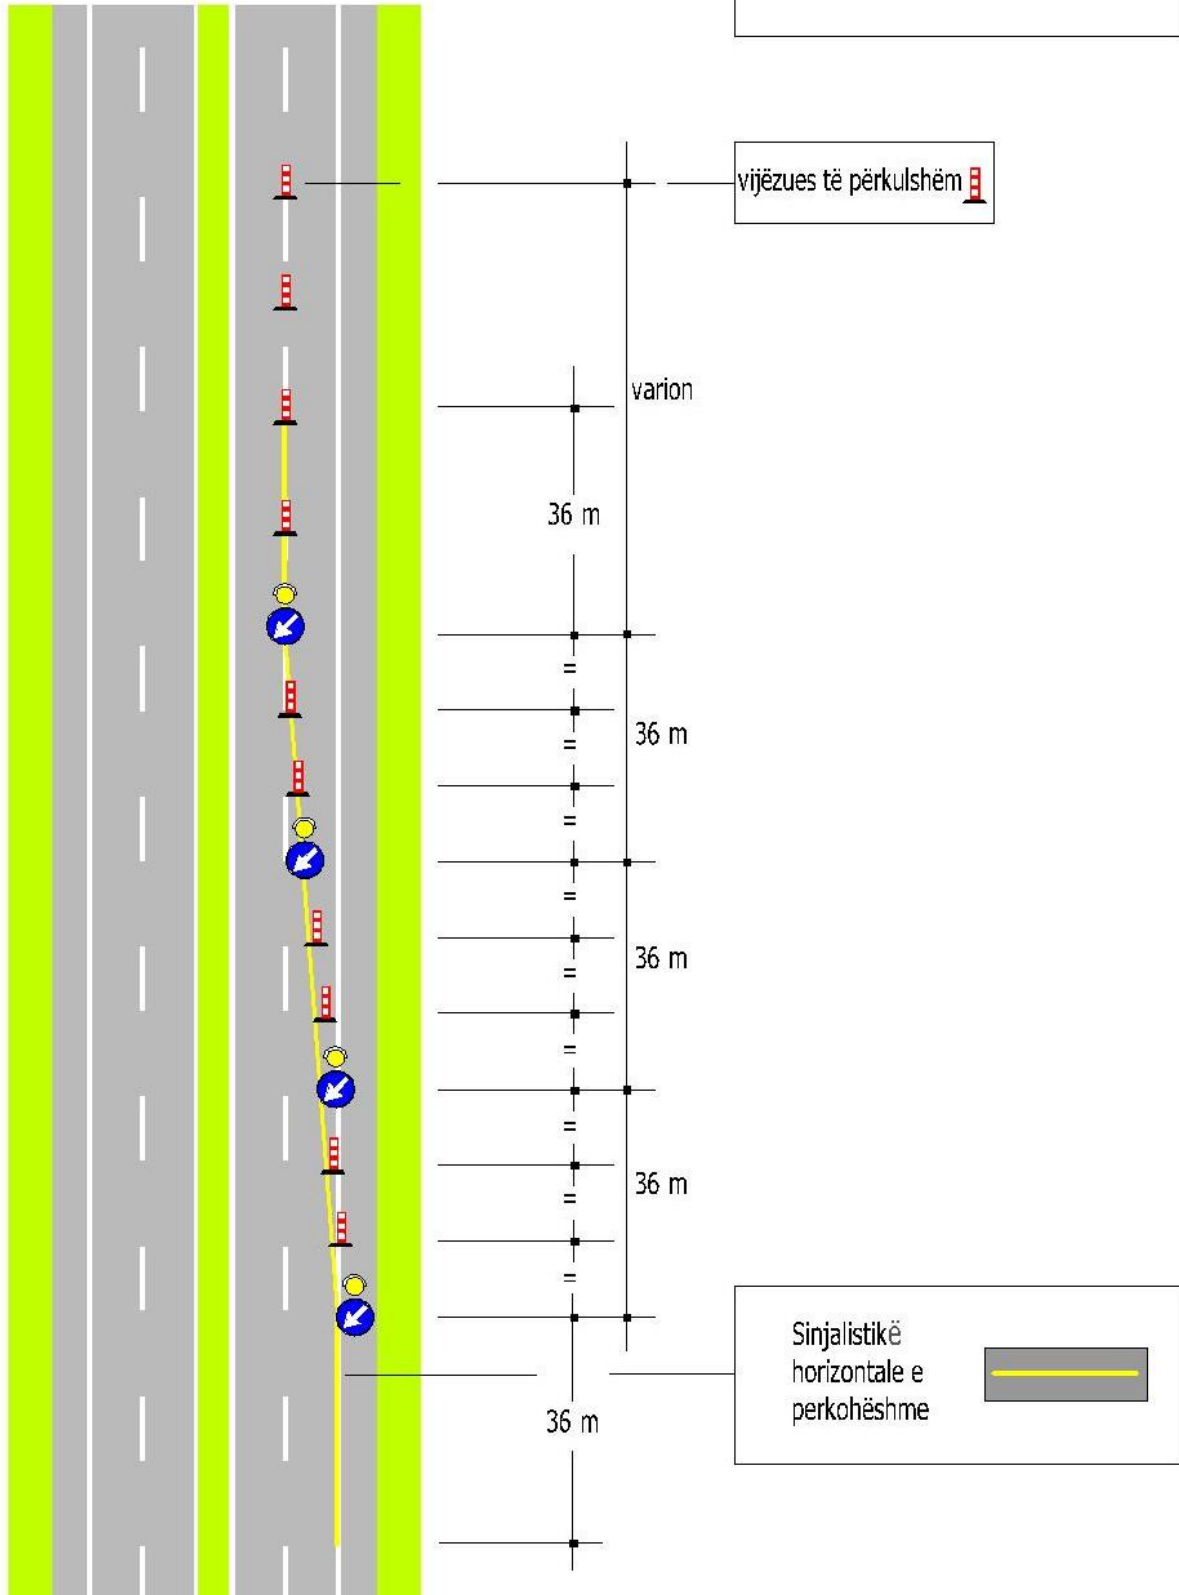 vijëzues të përkulshëm
varion
36 m
36 m
36 m
36 m
Sinjalistikë
horizontale e
perkohëshme
36 m